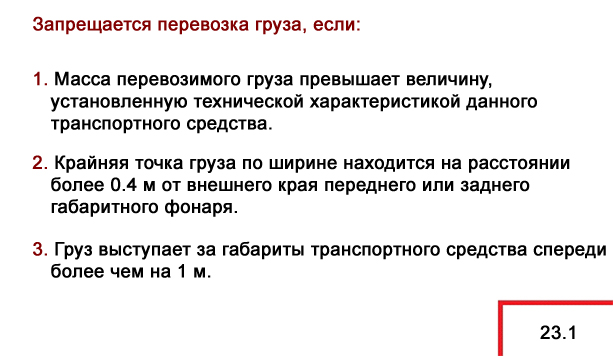 Запрещается перевозка груза, если:
1. Масса перевозимого груза превышает величину,
установленную технической характеристикой данного
транспортного средства.
2. Крайняя точка груза по ширине находится на расстоянии
более 0.4 м от внешнего края переднего или заднего
габаритного фонаря.
3. Груз выступает за габариты транспортного средства спереди
более чем на 1 м.
23.1